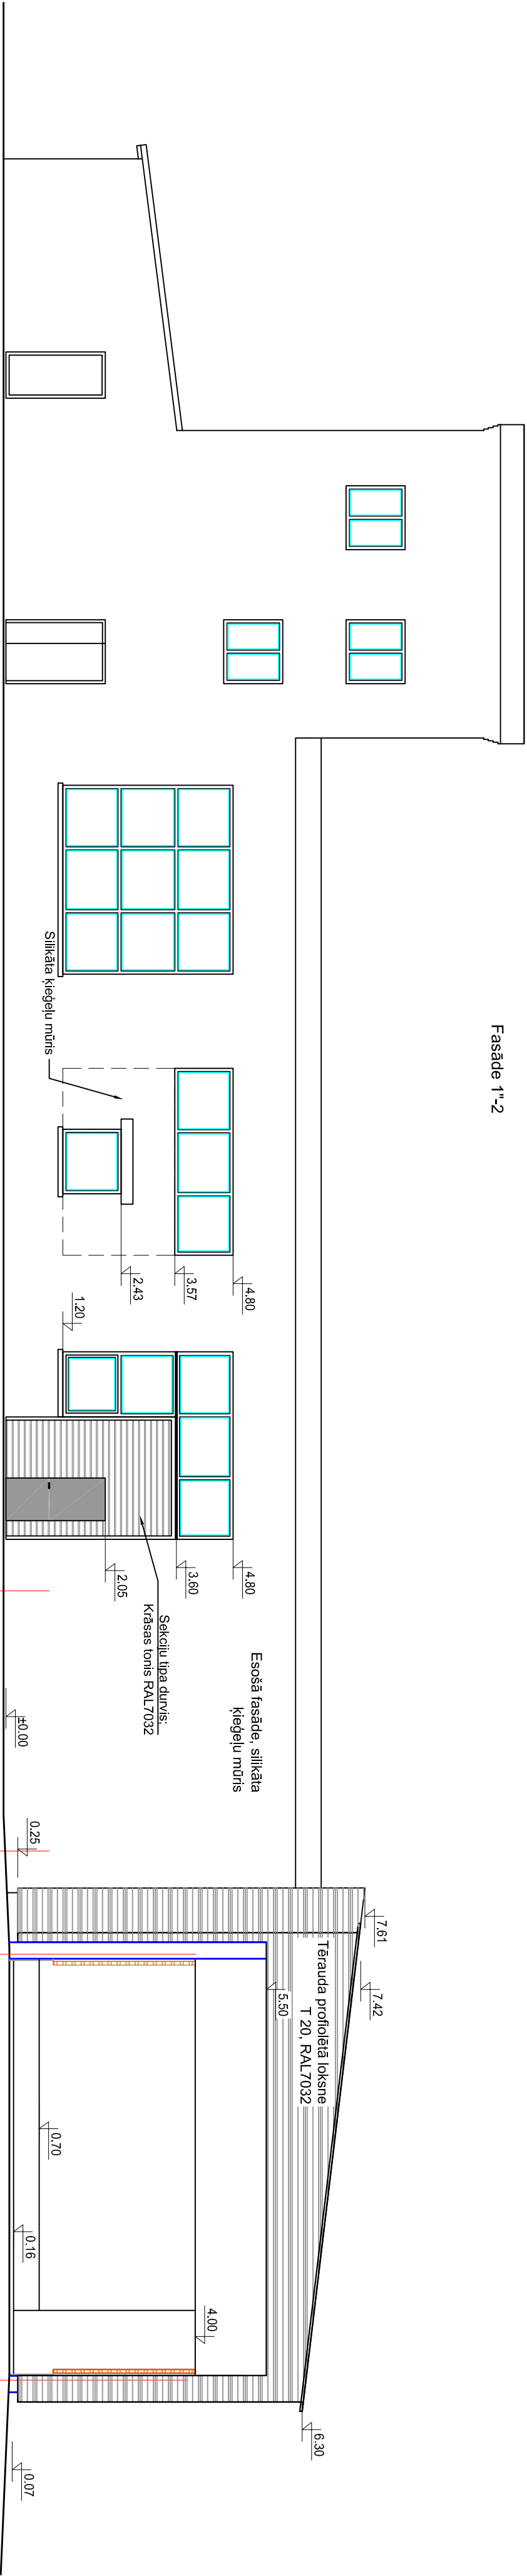 Fasāde 1"-2
Silikāta ķieģeļu mūris
2.43
3.57
4.80
1.20
2.05
3.60
4.80
Sekciju tipa durvis;
Krāsas tonis RAL7032
Esošā fasāde, silikāta
ķieģeļu mūris
±0.00
0.25
7.61
7.42
Tērauda profiolētā loksne
T 20, RAL7032
5.50
0.70
0.16
4.00
6.30
0.07